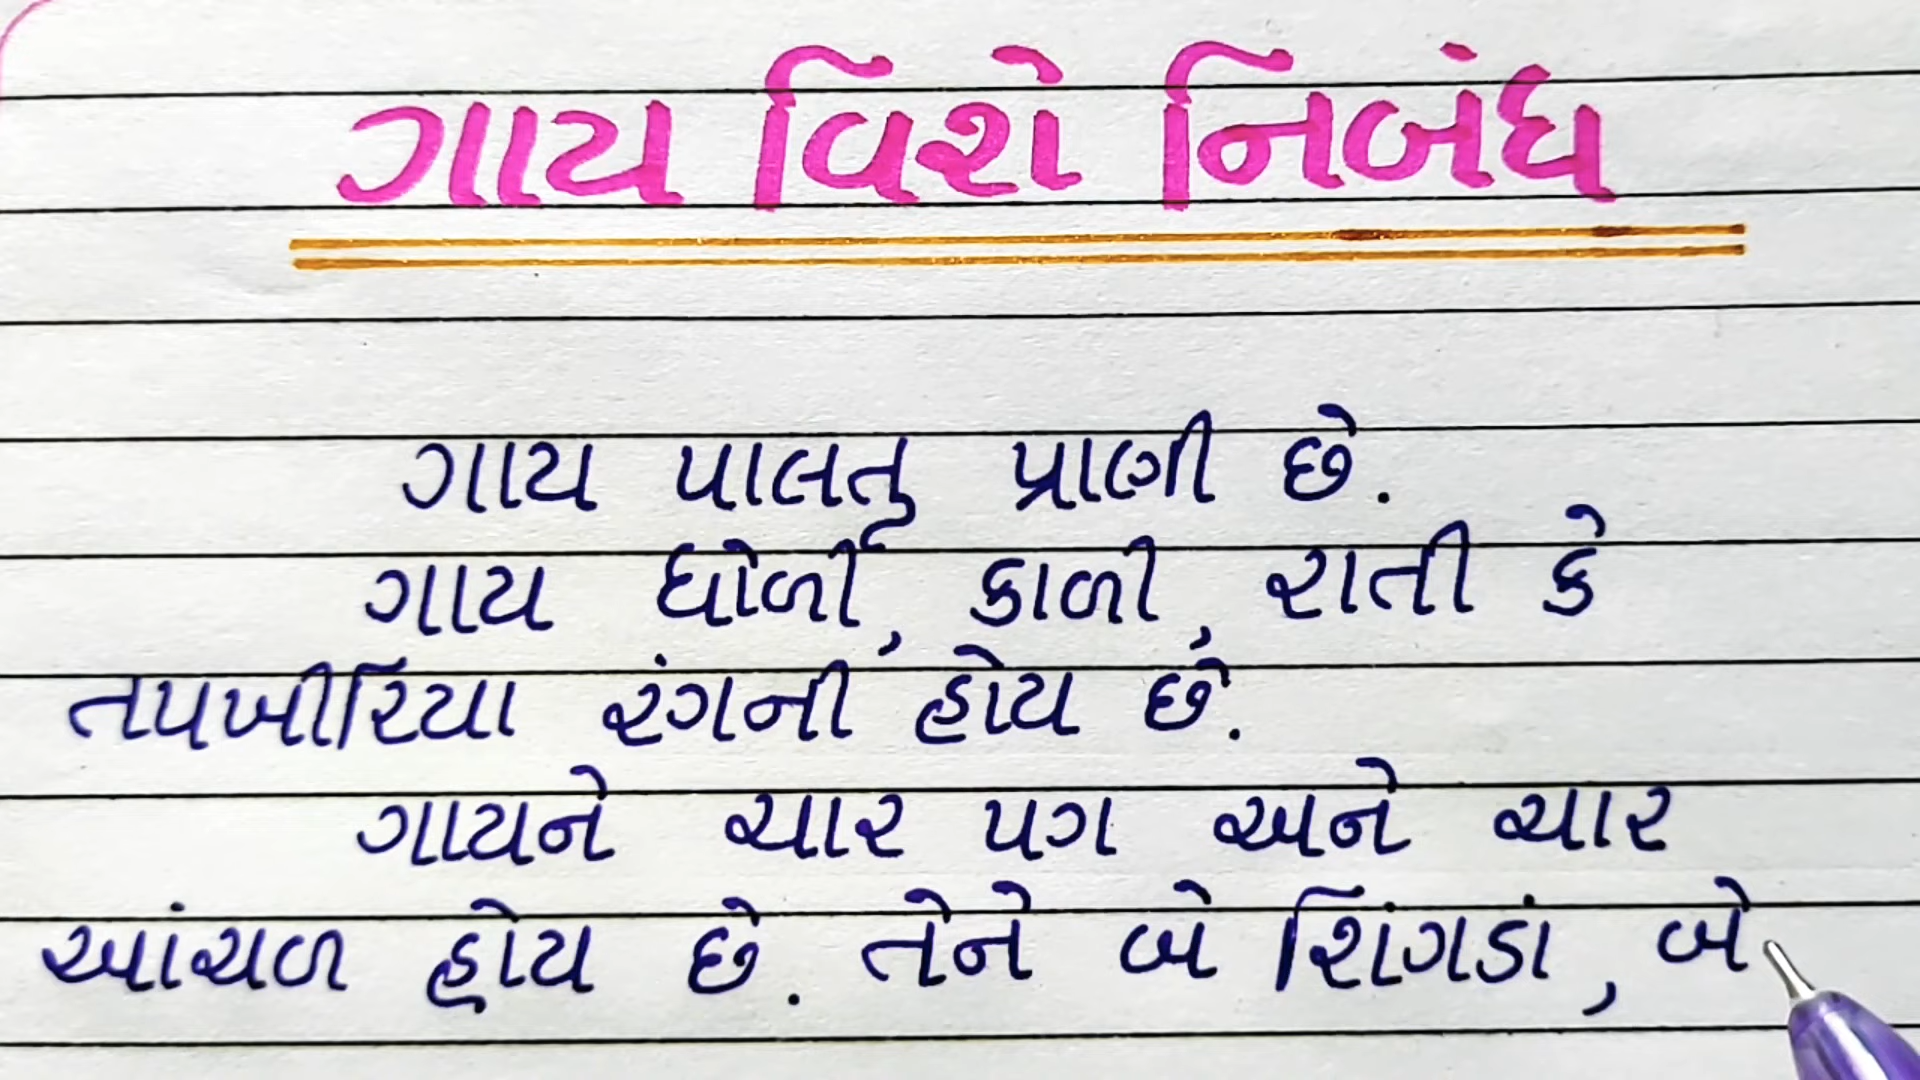 ગાય વિશે નિબંધ
ગાય પાલતુ પ્રાણી છે.
ગાય ધોળી, કાળી, રાતી કે
તપખીરિયા રંગની હોય છે.
ગાયને ચાર પગ અને ચાર
આંચળ હોય છે. તેને બે શિંગડાં, બે